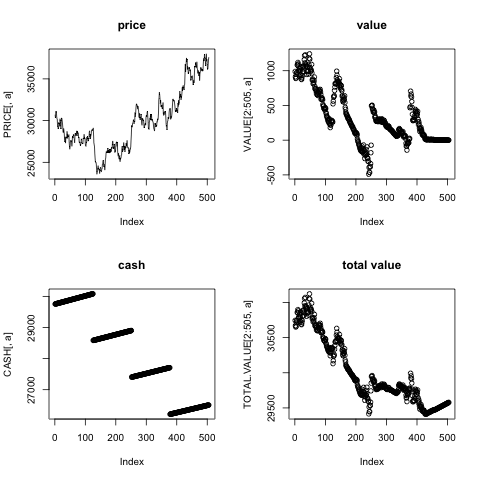 price
PRICE[, a]
25000 30000 35000
0 100 200 300 400 500
Index
value
VALUE[2:505, a]
-500 0 500 1000
0 100 200 300 400 500
Index
cash
CASH[, a]
27000 29000
0 100 200 300 400 500
Index
total value
TOTAL.VALUE[2:505, a]
29500 30500
0 100 200 300 400 500
Index